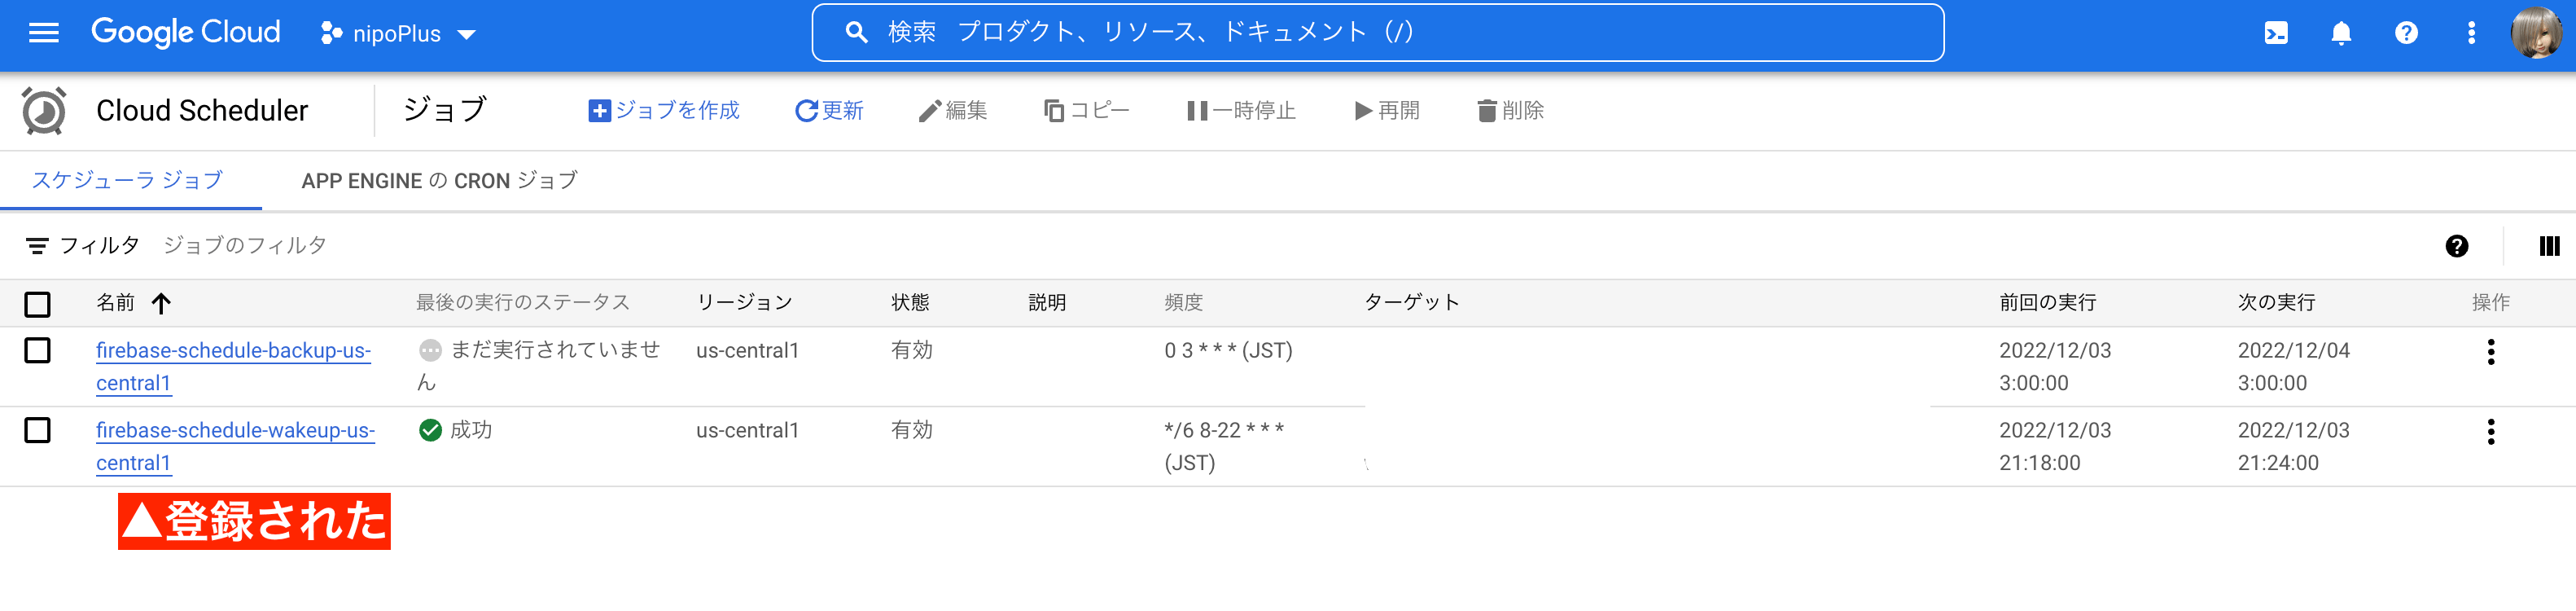 Google Cloud nipoPlus 検索 プロダクト、リソース、ドキュメント (/)
Cloud Scheduler ジョブ ジョブを作成 更新 編集 コピー 一時停止 再開 削除
スケジューラ ジョブ APP ENGINE の CRON ジョブ
フィルタ ジョブのフィルタ
名前 最後の実行のステータス リージョン 状態 説明 頻度 ターゲット 前回の実行 次の実行 操作
firebase-schedule-backup-us- まだ実行されていませ us-central1 有効 0 3 * * * (JST) 2022/12/03 2022/12/04
central1 ん 3:00:00 3:00:00
firebase-schedule-wakeup-us- 成功 us-central1 有効 */6 8-22 * * * 2022/12/03 2022/12/03
central1 (JST) 21:18:00 21:24:00
▲登録された